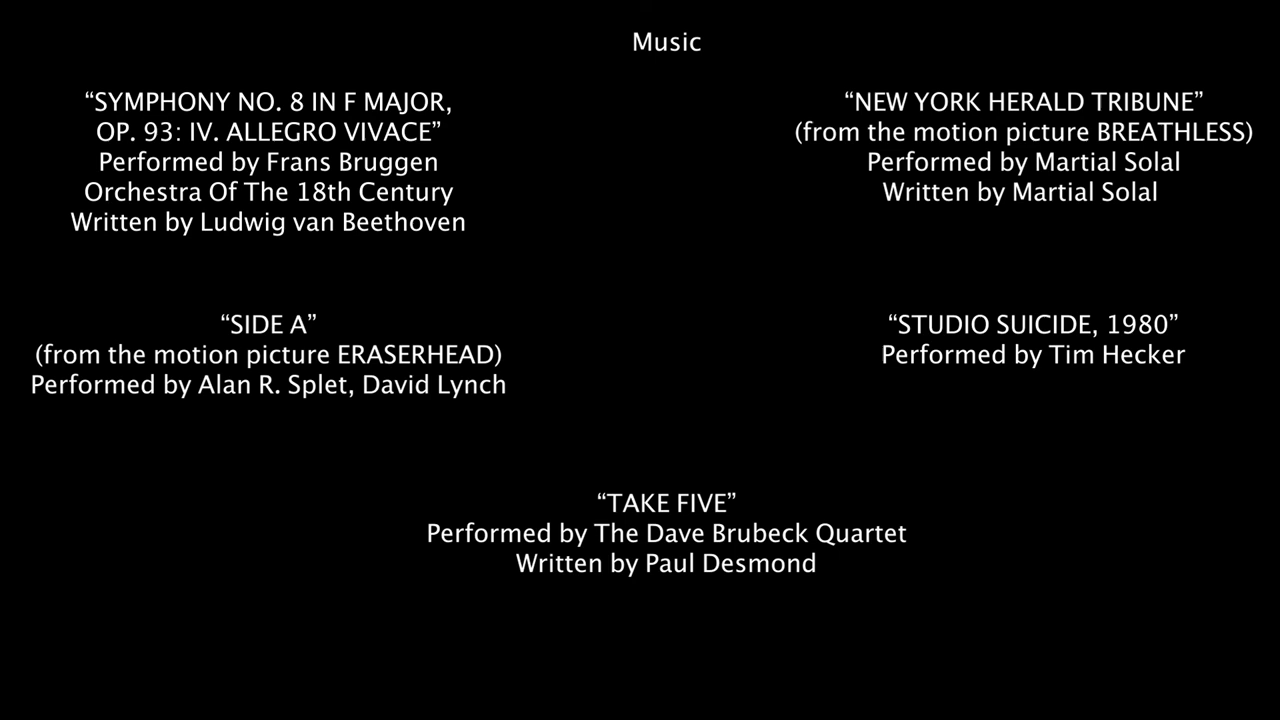 Music
“SYMPHONY NO. 8 IN F MAJOR,
OP. 93: IV. ALLEGRO VIVACE”
Performed by Frans Bruggen
Orchestra Of The 18th Century
Written by Ludwig van Beethoven
“NEW YORK HERALD TRIBUNE”
(from the motion picture BREATHLESS)
Performed by Martial Solal
Written by Martial Solal
“SIDE A”
(from the motion picture ERASERHEAD)
Performed by Alan R. Splet, David Lynch
“STUDIO SUICIDE, 1980”
Performed by Tim Hecker
“TAKE FIVE”
Performed by The Dave Brubeck Quartet
Written by Paul Desmond